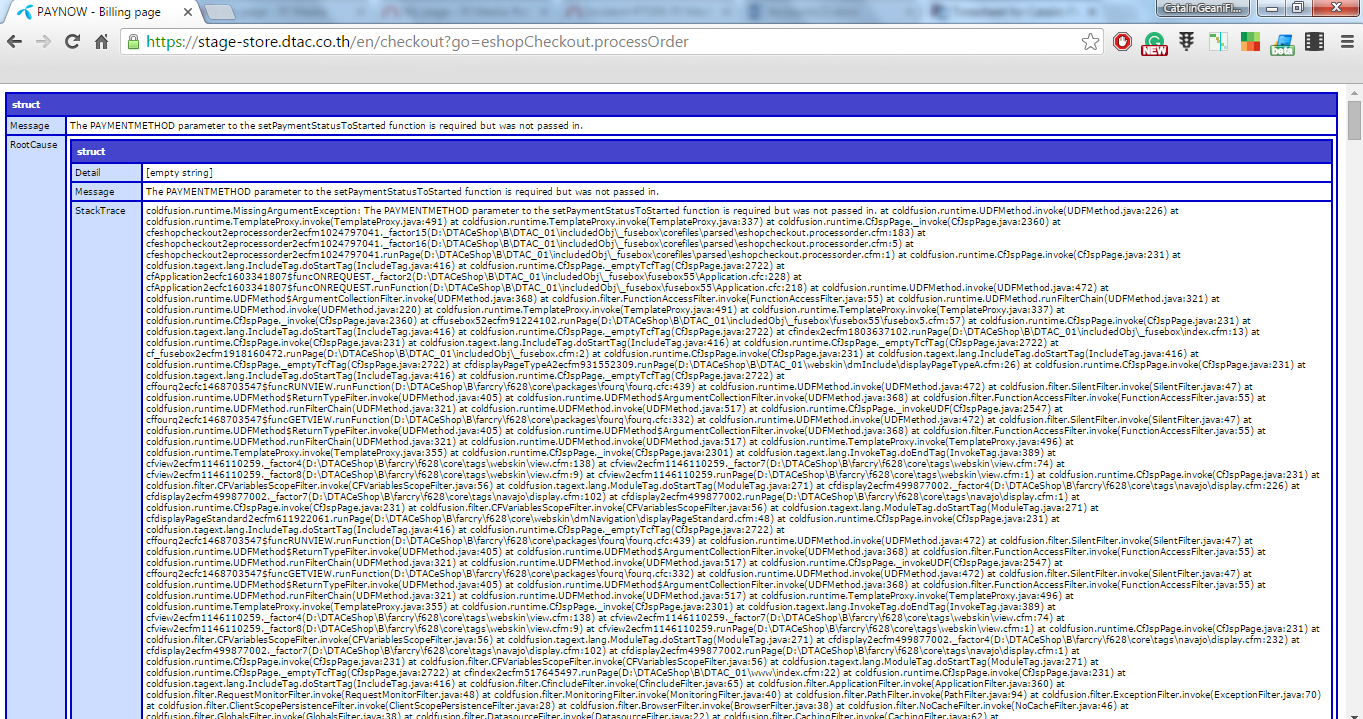 PAYNOW - Billing page
CatalinGeaniFl...
https://stage-store.dtac.co.th/en/checkout?go=eshopCheckout.processOrder
NEW
beta
struct
Message
The PAYMENTMETHOD parameter to the setPaymentStatusToStarted function is required but was not passed in.
RootCause
struct
Detail
[empty string]
Message
The PAYMENTMETHOD parameter to the setPaymentStatusToStarted function is required but was not passed in.
StackTrace
coldfusion.runtime.MissingArgumentException: The PAYMENTMETHOD parameter to the setPaymentStatusToStarted function is required but was not passed in. at coldfusion.runtime.UDFMethod.invoke(UDFMethod.java:226) at
coldfusion.runtime.TemplateProxy.invoke(TemplateProxy.java:491) at coldfusion.runtime.TemplateProxy.invoke(TemplateProxy.java:337) at coldfusion.runtime.CfJspPage._invoke(CfJspPage.java:2360) at
cfeshopcheckout2eprocessorder2ecfm1024797041._factor15(D:\DTACeShop\B\DTAC_01\includedObj\_fusebox\corefiles\parsed\eshopcheckout.processorder.cfm:183) at
cfeshopcheckout2eprocessorder2ecfm1024797041._factor16(D:\DTACeShop\B\DTAC_01\includedObj\_fusebox\corefiles\parsed\eshopcheckout.processorder.cfm:5) at
cfeshopcheckout2eprocessorder2ecfm1024797041.runPage(D:\DTACeShop\B\DTAC_01\includedObj\_fusebox\corefiles\parsed\eshopcheckout.processorder.cfm:1) at coldfusion.runtime.CfJspPage.invoke(CfJspPage.java:231) at
coldfusion.tagext.lang.IncludeTag.doStartTag(IncludeTag.java:416) at coldfusion.runtime.CfJspPage._emptyTcfTag(CfJspPage.java:2722) at
cfApplication2ecfc1603341807$funcONREQUEST._factor2(D:\DTACeShop\B\DTAC_01\includedObj\_fusebox\fusebox55\Application.cfc:228) at
cfApplication2ecfc1603341807$funcONREQUEST.runFunction(D:\DTACeShop\B\DTAC_01\includedObj\_fusebox\fusebox55\Application.cfc:218) at coldfusion.runtime.UDFMethod.invoke(UDFMethod.java:472) at
coldfusion.runtime.UDFMethod$ArgumentCollectionFilter.invoke(UDFMethod.java:368) at coldfusion.filter.FunctionAccessFilter.invoke(FunctionAccessFilter.java:55) at coldfusion.runtime.UDFMethod.runFilterChain(UDFMethod.java:321) at
coldfusion.runtime.UDFMethod.invoke(UDFMethod.java:220) at coldfusion.runtime.TemplateProxy.invoke(TemplateProxy.java:491) at coldfusion.runtime.TemplateProxy.invoke(TemplateProxy.java:337) at
coldfusion.runtime.CfJspPage._invoke(CfJspPage.java:2360) at cffusebox52ecfm91224102.runPage(D:\DTACeShop\B\DTAC_01\includedObj\_fusebox\fusebox55\fusebox5.cfm:57) at coldfusion.runtime.CfJspPage.invoke(CfJspPage.java:231) at
coldfusion.tagext.lang.IncludeTag.doStartTag(IncludeTag.java:416) at coldfusion.runtime.CfJspPage._emptyTcfTag(CfJspPage.java:2722) at cfindex2ecfm1803637102.runPage(D:\DTACeShop\B\DTAC_01\includedObj\_fusebox\index.cfm:13) at
coldfusion.runtime.CfJspPage.invoke(CfJspPage.java:231) at coldfusion.tagext.lang.IncludeTag.doStartTag(IncludeTag.java:416) at coldfusion.runtime.CfJspPage._emptyTcfTag(CfJspPage.java:2722) at
cf_fusebox2ecfm1918160472.runPage(D:\DTACeShop\B\DTAC_01\includedObj\_fusebox.cfm:2) at coldfusion.runtime.CfJspPage.invoke(CfJspPage.java:231) at coldfusion.tagext.lang.IncludeTag.doStartTag(IncludeTag.java:416) at
coldfusion.runtime.CfJspPage._emptyTcfTag(CfJspPage.java:2722) at cfdisplayPageTypeA2ecfm931552309.runPage(D:\DTACeShop\B\DTAC_01\webskin\dmInclude\displayPageTypeA.cfm:26) at coldfusion.runtime.CfJspPage.invoke(CfJspPage.java:231) at
coldfusion.tagext.lang.IncludeTag.doStartTag(IncludeTag.java:416) at coldfusion.runtime.CfJspPage._emptyTcfTag(CfJspPage.java:2722) at
cffourq2ecfc1468703547$funcRUNVIEW.runFunction(D:\DTACeShop\B\farcry\f628\core\packages\fourq\fourq.cfc:439) at coldfusion.runtime.UDFMethod.invoke(UDFMethod.java:472) at coldfusion.filter.SilentFilter.invoke(SilentFilter.java:47) at
coldfusion.runtime.UDFMethod$ReturnTypeFilter.invoke(UDFMethod.java:405) at coldfusion.runtime.UDFMethod$ArgumentCollectionFilter.invoke(UDFMethod.java:368) at coldfusion.filter.FunctionAccessFilter.invoke(FunctionAccessFilter.java:55) at
coldfusion.runtime.UDFMethod.runFilterChain(UDFMethod.java:321) at coldfusion.runtime.UDFMethod.invoke(UDFMethod.java:517) at coldfusion.runtime.CfJspPage._invokeUDF(CfJspPage.java:2547) at
cffourq2ecfc1468703547$funcGETVIEW.runFunction(D:\DTACeShop\B\farcry\f628\core\packages\fourq\fourq.cfc:332) at coldfusion.runtime.UDFMethod.invoke(UDFMethod.java:472) at coldfusion.filter.SilentFilter.invoke(SilentFilter.java:47) at
coldfusion.runtime.UDFMethod$ReturnTypeFilter.invoke(UDFMethod.java:405) at coldfusion.runtime.UDFMethod$ArgumentCollectionFilter.invoke(UDFMethod.java:368) at coldfusion.filter.FunctionAccessFilter.invoke(FunctionAccessFilter.java:55) at
coldfusion.runtime.UDFMethod.runFilterChain(UDFMethod.java:321) at coldfusion.runtime.UDFMethod.invoke(UDFMethod.java:517) at coldfusion.runtime.TemplateProxy.invoke(TemplateProxy.java:496) at
coldfusion.runtime.TemplateProxy.invoke(TemplateProxy.java:355) at coldfusion.runtime.CfJspPage._invoke(CfJspPage.java:2301) at coldfusion.tagext.lang.InvokeTag.doEndTag(InvokeTag.java:389) at
cfview2ecfm1146110259._factor4(D:\DTACeShop\B\farcry\f628\core\tags\webskin\view.cfm:138) at cfview2ecfm1146110259._factor7(D:\DTACeShop\B\farcry\f628\core\tags\webskin\view.cfm:74) at
cfview2ecfm1146110259._factor8(D:\DTACeShop\B\farcry\f628\core\tags\webskin\view.cfm:9) at cfview2ecfm1146110259.runPage(D:\DTACeShop\B\farcry\f628\core\tags\webskin\view.cfm:1) at coldfusion.runtime.CfJspPage.invoke(CfJspPage.java:231) at
coldfusion.filter.CFVariablesScopeFilter.invoke(CFVariablesScopeFilter.java:56) at coldfusion.tagext.lang.ModuleTag.doStartTag(ModuleTag.java:271) at cfdisplay2ecfm499877002._factor4(D:\DTACeShop\B\farcry\f628\core\tags\navajo\display.cfm:226) at
cfdisplay2ecfm499877002._factor7(D:\DTACeShop\B\farcry\f628\core\tags\navajo\display.cfm:102) at cfdisplay2ecfm499877002.runPage(D:\DTACeShop\B\farcry\f628\core\tags\navajo\display.cfm:1) at
coldfusion.runtime.CfJspPage.invoke(CfJspPage.java:231) at coldfusion.filter.CFVariablesScopeFilter.invoke(CFVariablesScopeFilter.java:56) at coldfusion.tagext.lang.ModuleTag.doStartTag(ModuleTag.java:271) at
cfdisplayPageStandard2ecfm611922061.runPage(D:\DTACeShop\B\farcry\f628\core\webskin\dmNavigation\displayPageStandard.cfm:48) at coldfusion.runtime.CfJspPage.invoke(CfJspPage.java:231) at
coldfusion.tagext.lang.IncludeTag.doStartTag(IncludeTag.java:416) at coldfusion.runtime.CfJspPage._emptyTcfTag(CfJspPage.java:2722) at
cffourq2ecfc1468703547$funcRUNVIEW.runFunction(D:\DTACeShop\B\farcry\f628\core\packages\fourq\fourq.cfc:439) at coldfusion.runtime.UDFMethod.invoke(UDFMethod.java:472) at coldfusion.filter.SilentFilter.invoke(SilentFilter.java:47) at
coldfusion.runtime.UDFMethod$ReturnTypeFilter.invoke(UDFMethod.java:405) at coldfusion.runtime.UDFMethod$ArgumentCollectionFilter.invoke(UDFMethod.java:368) at coldfusion.filter.FunctionAccessFilter.invoke(FunctionAccessFilter.java:55) at
coldfusion.runtime.UDFMethod.runFilterChain(UDFMethod.java:321) at coldfusion.runtime.UDFMethod.invoke(UDFMethod.java:517) at coldfusion.runtime.CfJspPage._invokeUDF(CfJspPage.java:2547) at
cffourq2ecfc1468703547$funcGETVIEW.runFunction(D:\DTACeShop\B\farcry\f628\core\packages\fourq\fourq.cfc:332) at coldfusion.runtime.UDFMethod.invoke(UDFMethod.java:472) at coldfusion.filter.SilentFilter.invoke(SilentFilter.java:47) at
coldfusion.runtime.UDFMethod$ReturnTypeFilter.invoke(UDFMethod.java:405) at coldfusion.runtime.UDFMethod$ArgumentCollectionFilter.invoke(UDFMethod.java:368) at coldfusion.filter.FunctionAccessFilter.invoke(FunctionAccessFilter.java:55) at
coldfusion.runtime.UDFMethod.runFilterChain(UDFMethod.java:321) at coldfusion.runtime.UDFMethod.invoke(UDFMethod.java:517) at coldfusion.runtime.TemplateProxy.invoke(TemplateProxy.java:496) at
coldfusion.runtime.TemplateProxy.invoke(TemplateProxy.java:355) at coldfusion.runtime.CfJspPage._invoke(CfJspPage.java:2301) at coldfusion.tagext.lang.InvokeTag.doEndTag(InvokeTag.java:389) at
cfview2ecfm1146110259._factor4(D:\DTACeShop\B\farcry\f628\core\tags\webskin\view.cfm:138) at cfview2ecfm1146110259._factor7(D:\DTACeShop\B\farcry\f628\core\tags\webskin\view.cfm:74) at
cfview2ecfm1146110259._factor8(D:\DTACeShop\B\farcry\f628\core\tags\webskin\view.cfm:9) at cfview2ecfm1146110259.runPage(D:\DTACeShop\B\farcry\f628\core\tags\webskin\view.cfm:1) at coldfusion.runtime.CfJspPage.invoke(CfJspPage.java:231) at
coldfusion.filter.CFVariablesScopeFilter.invoke(CFVariablesScopeFilter.java:56) at coldfusion.tagext.lang.ModuleTag.doStartTag(ModuleTag.java:271) at cfdisplay2ecfm499877002._factor4(D:\DTACeShop\B\farcry\f628\core\tags\navajo\display.cfm:232) at
cfdisplay2ecfm499877002._factor7(D:\DTACeShop\B\farcry\f628\core\tags\navajo\display.cfm:102) at cfdisplay2ecfm499877002.runPage(D:\DTACeShop\B\farcry\f628\core\tags\navajo\display.cfm:1) at
coldfusion.runtime.CfJspPage.invoke(CfJspPage.java:231) at coldfusion.filter.CFVariablesScopeFilter.invoke(CFVariablesScopeFilter.java:56) at coldfusion.tagext.lang.ModuleTag.doStartTag(ModuleTag.java:271) at
coldfusion.runtime.CfJspPage._emptyTcfTag(CfJspPage.java:2722) at cfindex2ecfm517645497.runPage(D:\DTACeShop\B\DTAC_01\www\index.cfm:22) at coldfusion.runtime.CfJspPage.invoke(CfJspPage.java:231) at
coldfusion.tagext.lang.IncludeTag.doStartTag(IncludeTag.java:416) at coldfusion.filter.CfincludeFilter.invoke(CfincludeFilter.java:65) at coldfusion.filter.ApplicationFilter.invoke(ApplicationFilter.java:360) at
coldfusion.filter.RequestMonitorFilter.invoke(RequestMonitorFilter.java:48) at coldfusion.filter.MonitoringFilter.invoke(MonitoringFilter.java:40) at coldfusion.filter.PathFilter.invoke(PathFilter.java:94) at coldfusion.filter.ExceptionFilter.invoke(ExceptionFilter.java:70)
at coldfusion.filter.ClientScopePersistenceFilter.invoke(ClientScopePersistenceFilter.java:28) at coldfusion.filter.BrowserFilter.invoke(BrowserFilter.java:38) at coldfusion.filter.NoCacheFilter.invoke(NoCacheFilter.java:46) at
coldfusion.filter.GlobalsFilter.invoke(GlobalsFilter.java:38) at coldfusion.filter.DatasourceFilter.invoke(DatasourceFilter.java:22) at coldfusion.filter.CachingFilter.invoke(CachingFilter.java:62) at